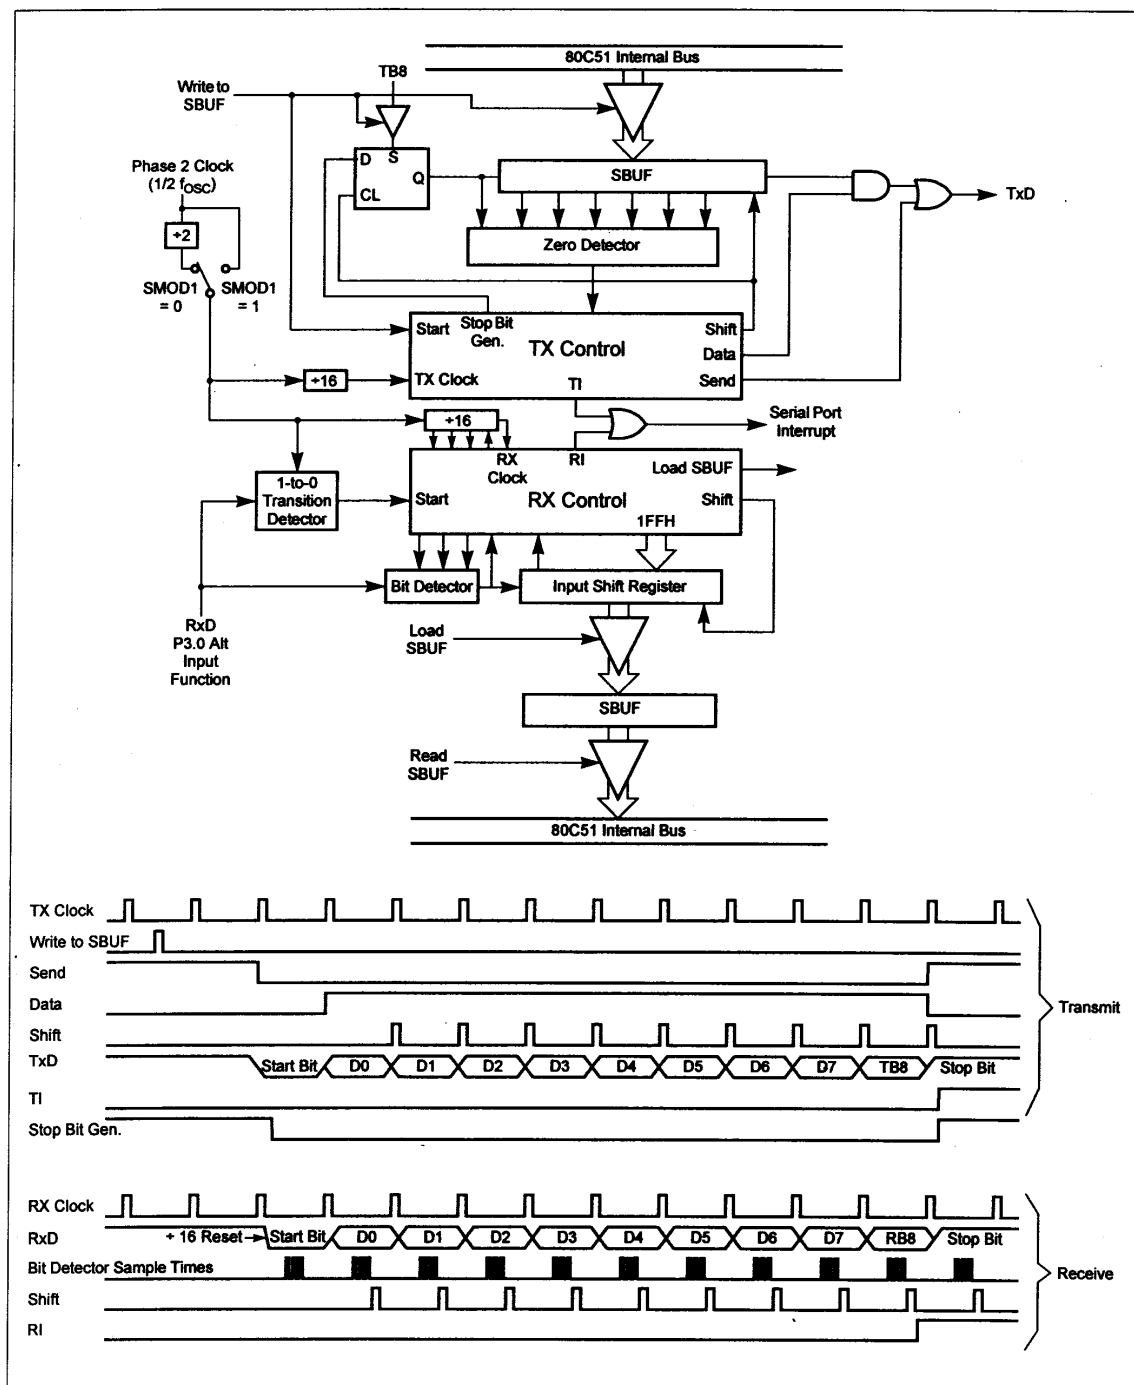 80C51 Internal Bus
TB8
Write to
SBUF
D
S
Q
CL
SBUF
TxD
Phase 2 Clock
(1/2 fOSC)
÷2
Zero Detector
SMOD1
= 0
SMOD1
= 1
Start
Stop Bit
Gen.
Shift
TX Control
Data
÷16
TX Clock
TI
Send
÷16
Serial Port
Interrupt
RX
Clock
RI
Load SBUF
1-to-0
Transition
Detector
Start
RX Control
Shift
1FFH
Bit Detector
Input Shift Register
RxD
P3.0 Alt
Input
Function
Load
SBUF
SBUF
Read
SBUF
80C51 Internal Bus
TX Clock
Write to SBUF
Send
Data
Transmit
Shift
TxD
Start Bit
D0
D1
D2
D3
D4
D5
D6
D7
TB8
Stop Bit
TI
Stop Bit Gen.
RX Clock
RxD
÷ 16 Reset
Start Bit
D0
D1
D2
D3
D4
D5
D6
D7
RB8
Stop Bit
Bit Detector Sample Times
Receive
Shift
RI